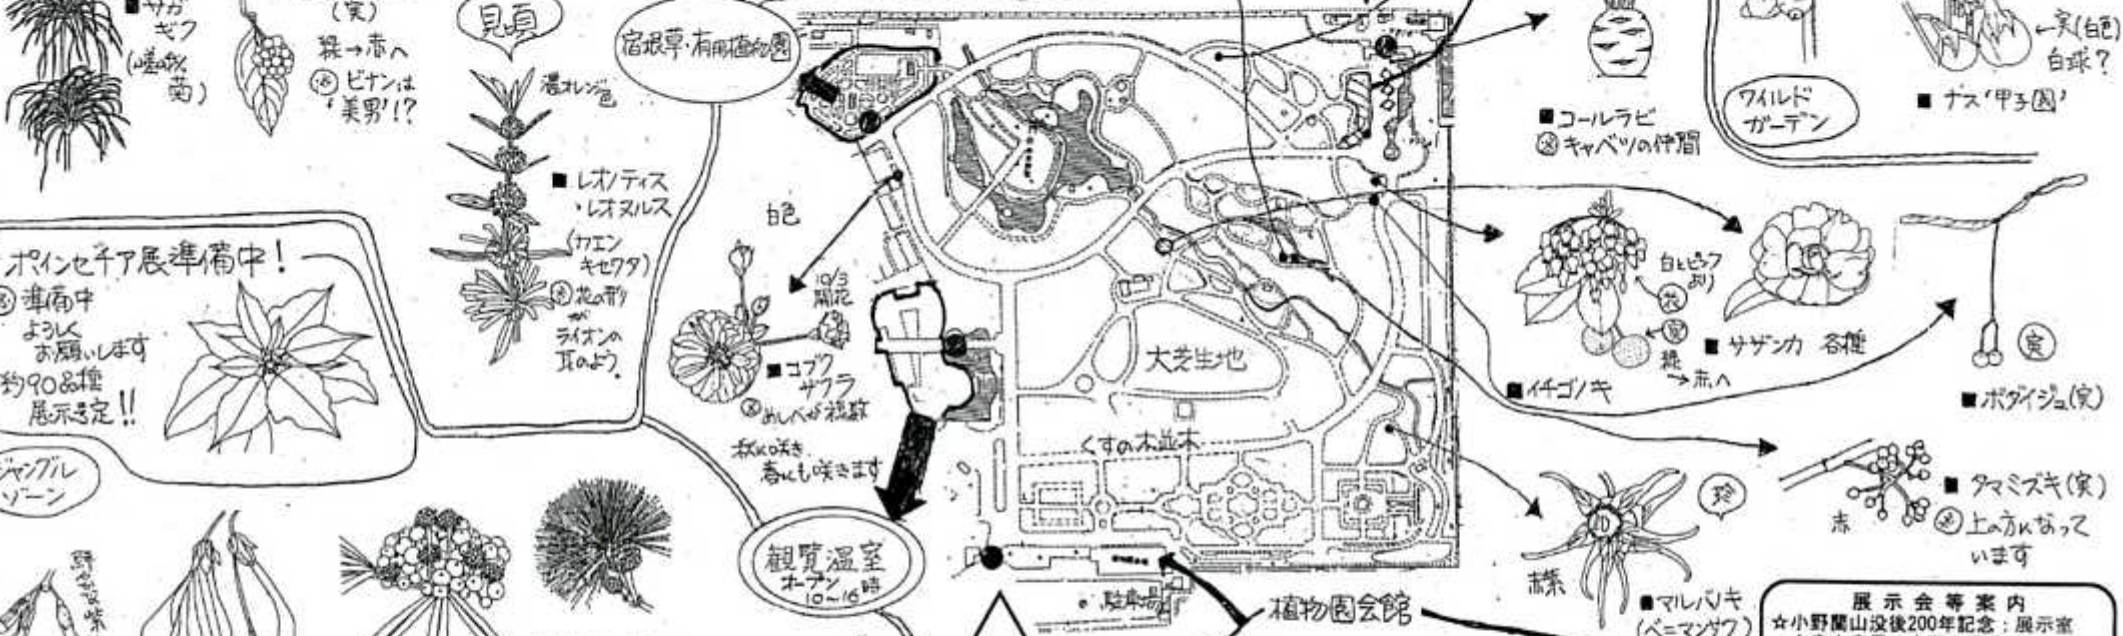 ■サガ
ギク
(嵯峨
菊)
(実)
緑→赤へ
※ビナンは
'美男'!?
見頃
濃オレンジ色
■レオノティス
・レオヌルス
(カエン
キセワタ)
※花の形
が
ライオンの
耳のよう。
宿根草・有用植物園
ポインセチア展準備中!
※準備中
よろしく
お願いします
約90品種
展示予定!!
ジャングル
ゾーン
鮮やかな紫
白色
10/3
開花
■コブク
ザクラ
※めしべが複数
秋に咲き
春にも咲きます
観覧温室
オープン
10~16時
大芝生地
くすの木並木
駐車場
植物園会館
■コールラビ
※キャベツの仲間
ワイルド
ガーデン
←実(白色)
白球?
■ナス'甲子園'
白とピンク
あり
花
実
緑
→赤へ
■イチゴノキ
■サザンカ 各種
実
■ボダイジュ(実)
■タマミズキ(実)
赤
※上の方になって
います
珍
赤紫
■マルバノキ
(ベニマンサク)
展示会等案内
☆小野蘭山没後200年記念:展示室